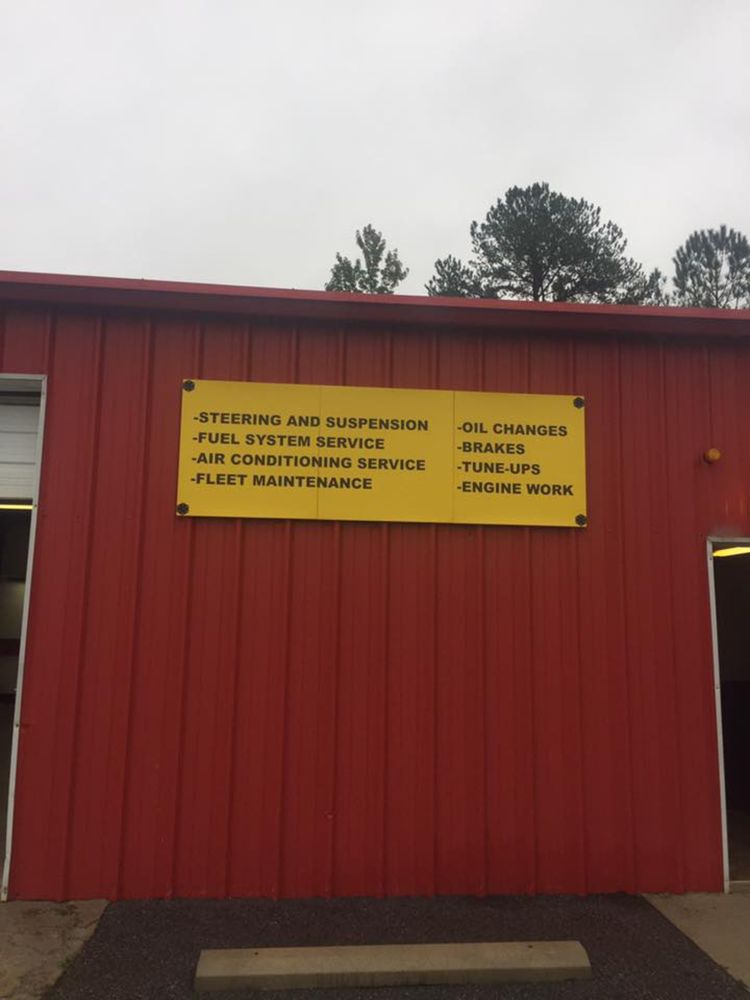 -STEERING AND SUSPENSION
-FUEL SYSTEM SERVICE
-AIR CONDITIONING SERVICE
-FLEET MAINTENANCE
-OIL CHANGES
-BRAKES
-TUNE-UPS
-ENGINE WORK